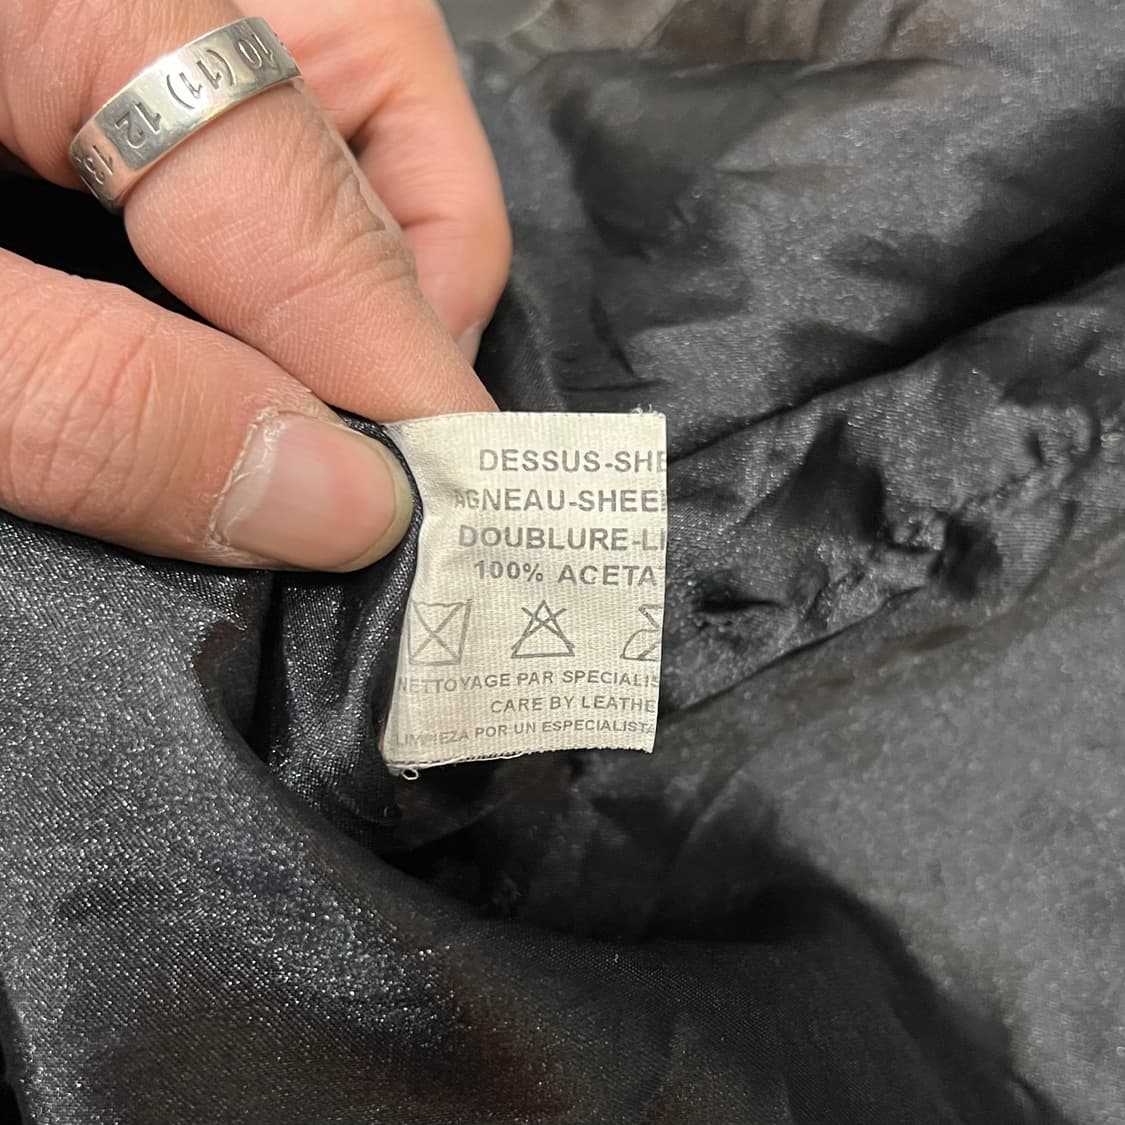 10 (11) 12 13
DESSUS-SHE
AGNEAU-SHEE
DOUBLURE-LI
100% ACETA
NETTOYAGE PAR SPECIALIS
CARE BY LEATHE
LIMPIEZA POR UN ESPECIALISTA